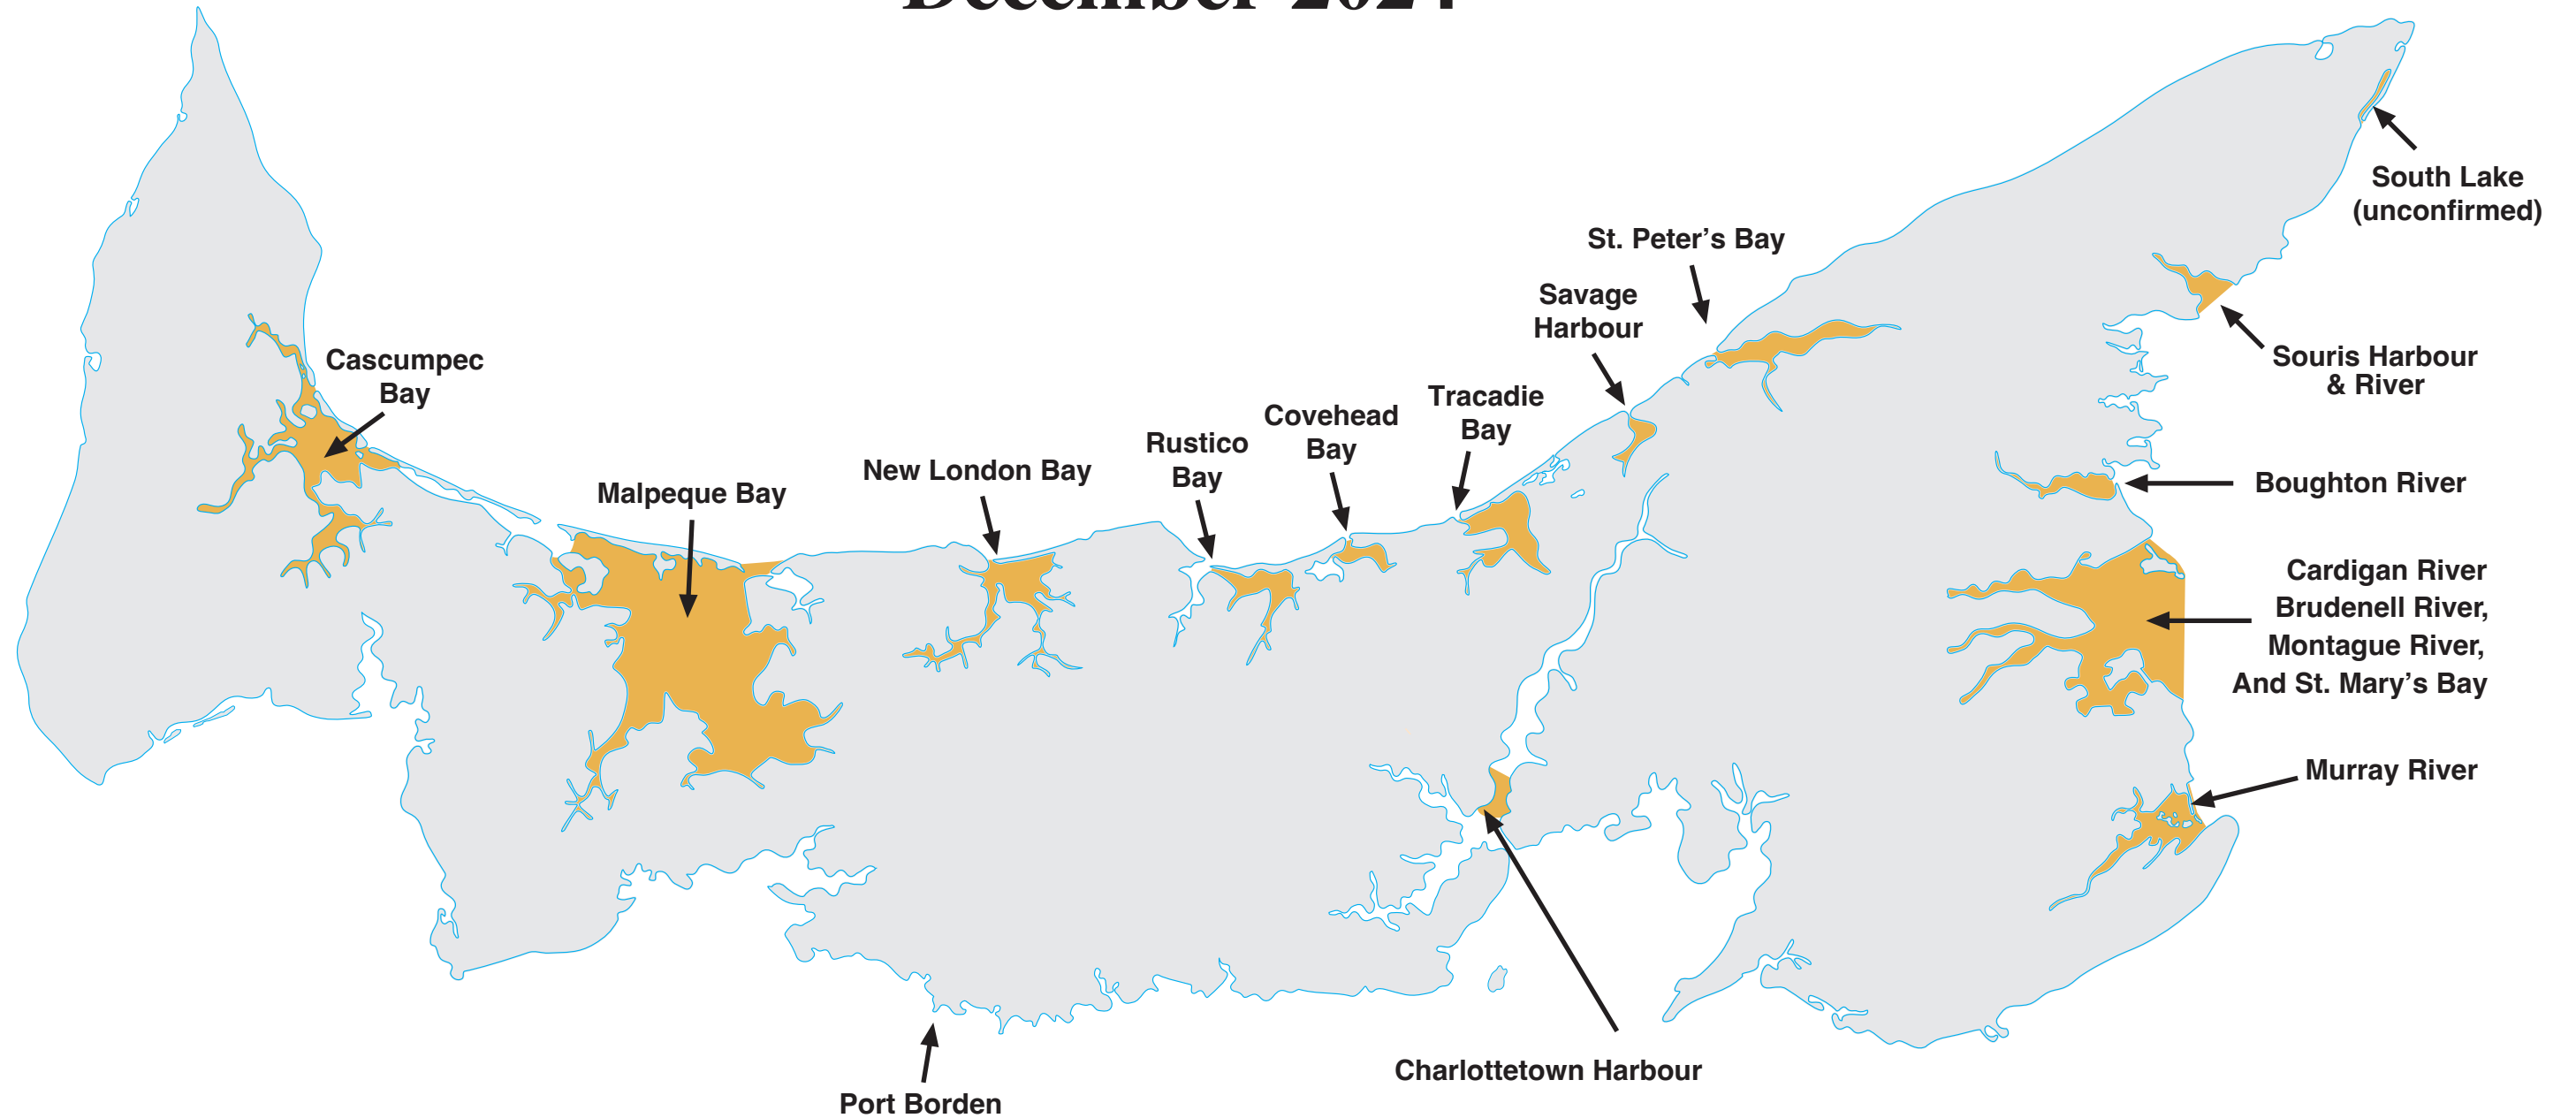 December 2024
South Lake
(unconfirmed)
St. Peter’s Bay
Savage
Harbour
Souris Harbour
& River
Cascumpec
Bay
Tracadie
Bay
Covehead
Bay
Rustico
Bay
New London Bay
Malpeque Bay
Boughton River
Cardigan River
Brudenell River,
Montague River,
And St. Mary’s Bay
Murray River
Charlottetown Harbour
Port Borden